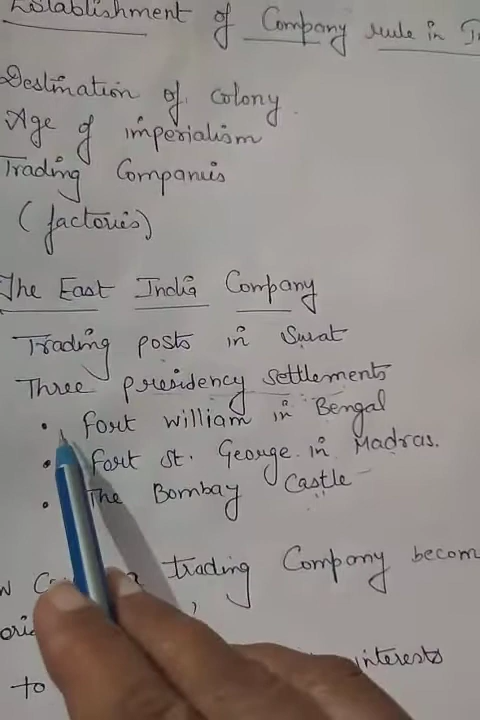 Establishment of Company rule in
Destination of colony.
Age of imperialism
Trading Companies
(factories)
The East India Company
Trading posts in Surat
Three presidency settlements
• Fort William in Bengal
• Fort St. George in Madras.
• The Bombay Castle
trading Company becom
interests
to